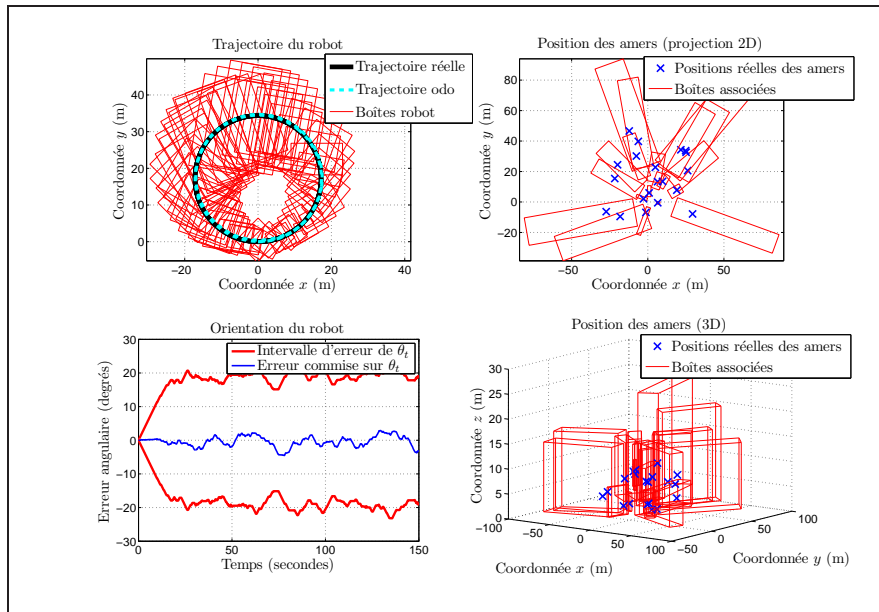 Trajectoire du robot
Trajectoire réelle
Trajectoire odo
Boîtes robot
Coordonnée y (m)
40
30
20
10
0
−20
0
20
40
Coordonnée x (m)
Position des amers (projection 2D)
Positions réelles des amers
Boîtes associées
Coordonnée y (m)
80
60
40
20
0
−20
−50
0
50
Coordonnée x (m)
Orientation du robot
Intervalle d'erreur de θt
Erreur commise sur θt
Erreur angulaire (degrés)
30
20
10
0
−10
−20
−30
0
50
100
150
Temps (secondes)
Position des amers (3D)
Positions réelles des amers
Boîtes associées
Coordonnée z (m)
30
25
20
15
10
5
0
−100
−50
0
50
100
Coordonnée x (m)
−50
0
50
100
Coordonnée y (m)